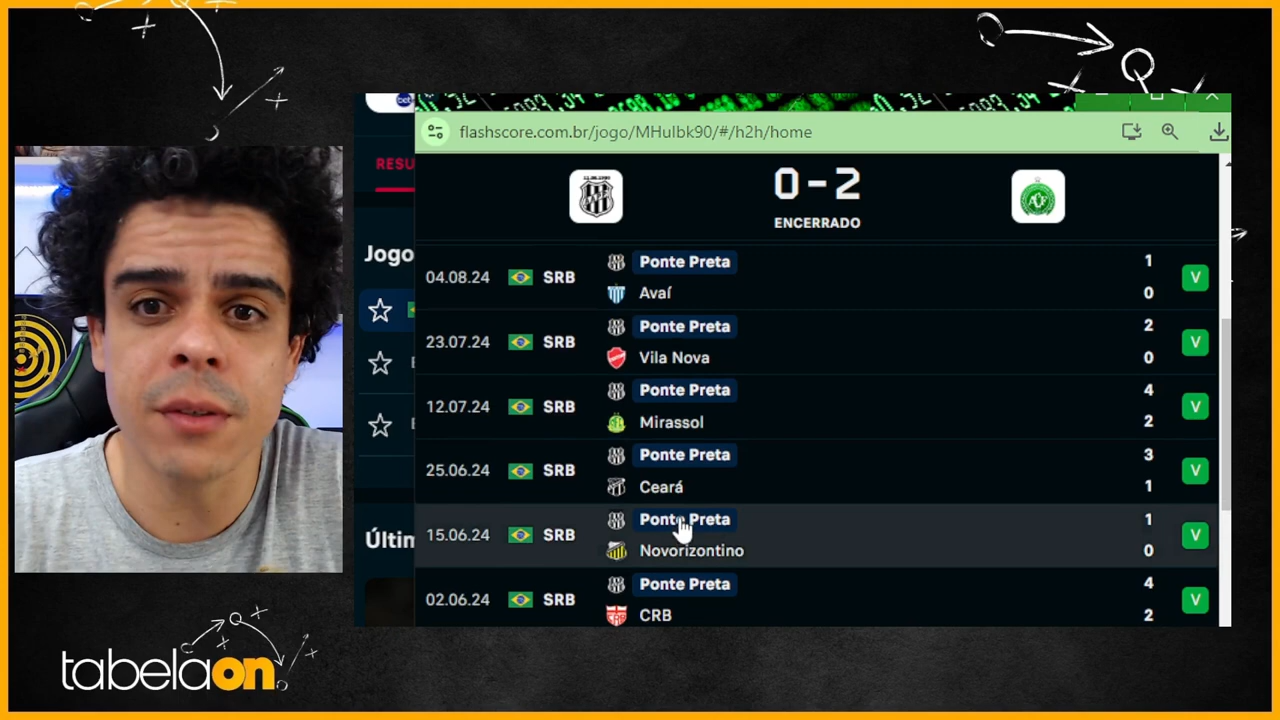 flashscore.com.br/jogo/MHulbk90/#/h2h/home
RESU
0 - 2
ENCERRADO
Jogo
04.08.24 SRB Ponte Preta 1 V
Avaí 0
23.07.24 SRB Ponte Preta 2 V
Vila Nova 0
12.07.24 SRB Ponte Preta 4 V
Mirassol 2
25.06.24 SRB Ponte Preta 3 V
Ceará 1
15.06.24 SRB Ponte Preta 1 V
Novorizontino 0
Últim
02.06.24 SRB Ponte Preta 4 V
CRB 2
tabelaon